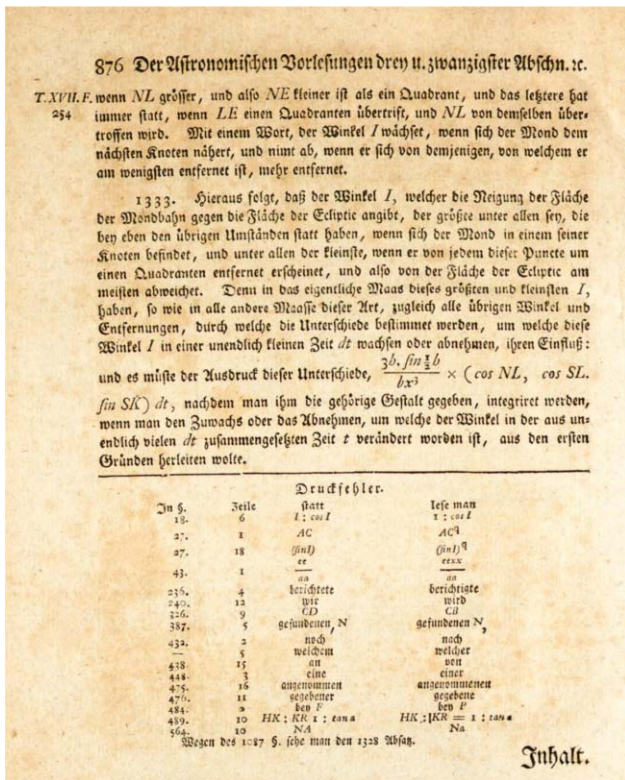 876 Der Astronomischen Vorlesungen drey u. zwanzigster Abschn. ꝛc.
T. XVII. F. wenn NL grösser, und also NE kleiner ist als ein Quadrant, und das letztere hat
254 immer statt, wenn LE einen Quadranten übertrift, und NL von demselben über-
troffen wird. Mit einem Wort, der Winkel I wächset, wenn sich der Mond dem
nächsten Knoten nähert, und nimt ab, wenn er sich von demjenigen, von welchem er
am wenigsten entfernet ist, mehr entfernet.
1333. Hieraus folgt, daß der Winkel I, welcher die Neigung der Fläche
der Mondbahn gegen die Fläche der Ecliptic angibt, der größte unter allen sey, die
bey eben den übrigen Umständen statt haben, wenn sich der Mond in einem seiner
Knoten befindet, und unter allen der kleinste, wenn er von jedem dieser Puncte um
einen Quadranten entfernet erscheinet, und also von der Fläche der Ecliptic am
meisten abweichet. Denn in das eigentliche Maas dieses größten und kleinsten I,
haben, so wie in alle andere Maasse dieser Art, zugleich alle übrigen Winkel und
Entfernungen, durch welche die Unterschiede bestimmet werden, um welche diese
Winkel I in einer unendlich kleinen Zeit dt wachsen oder abnehmen, ihren Einfluß:
und es müste der Ausdruck dieser Unterschiede, 3b. sin ½ b / bx³ × (cos NL, cos SL.
sin SK) dt, nachdem man ihm die gehörige Gestalt gegeben, integriret werden,
wenn man den Zuwachs oder das Abnehmen, um welche der Winkel in der aus un-
endlich vielen dt zusammengesetzten Zeit t verändert worden ist, aus den ersten
Gründen herleiten wolte.
Druckfehler.
In §. Zeile statt lese man
18. 6 I : cos I 1 : cos I
27. 1 AC AC¶
27. 18 (sin I) (sin I)¶
43. 1 ee / aa eexx / aa
236. 4 berichtete berichtigte
240. 12 wir wird
326. 9 CD CB
387. 5 gefundenen, N gefundenen N,
432. 2 noch nach
— 5 welchem welcher
438. 15 an von
448. 3 eine einer
475. 16 angenommen angenommenen
476. 11 gegebener gegebene
484. 2 bey F bey P
489. 10 HK : KR 1 : tan a HK : KR = 1 : tan a
564. 10 NA Na
Wegen des 1087 §. sehe man den 1328 Absatz.
Inhalt.